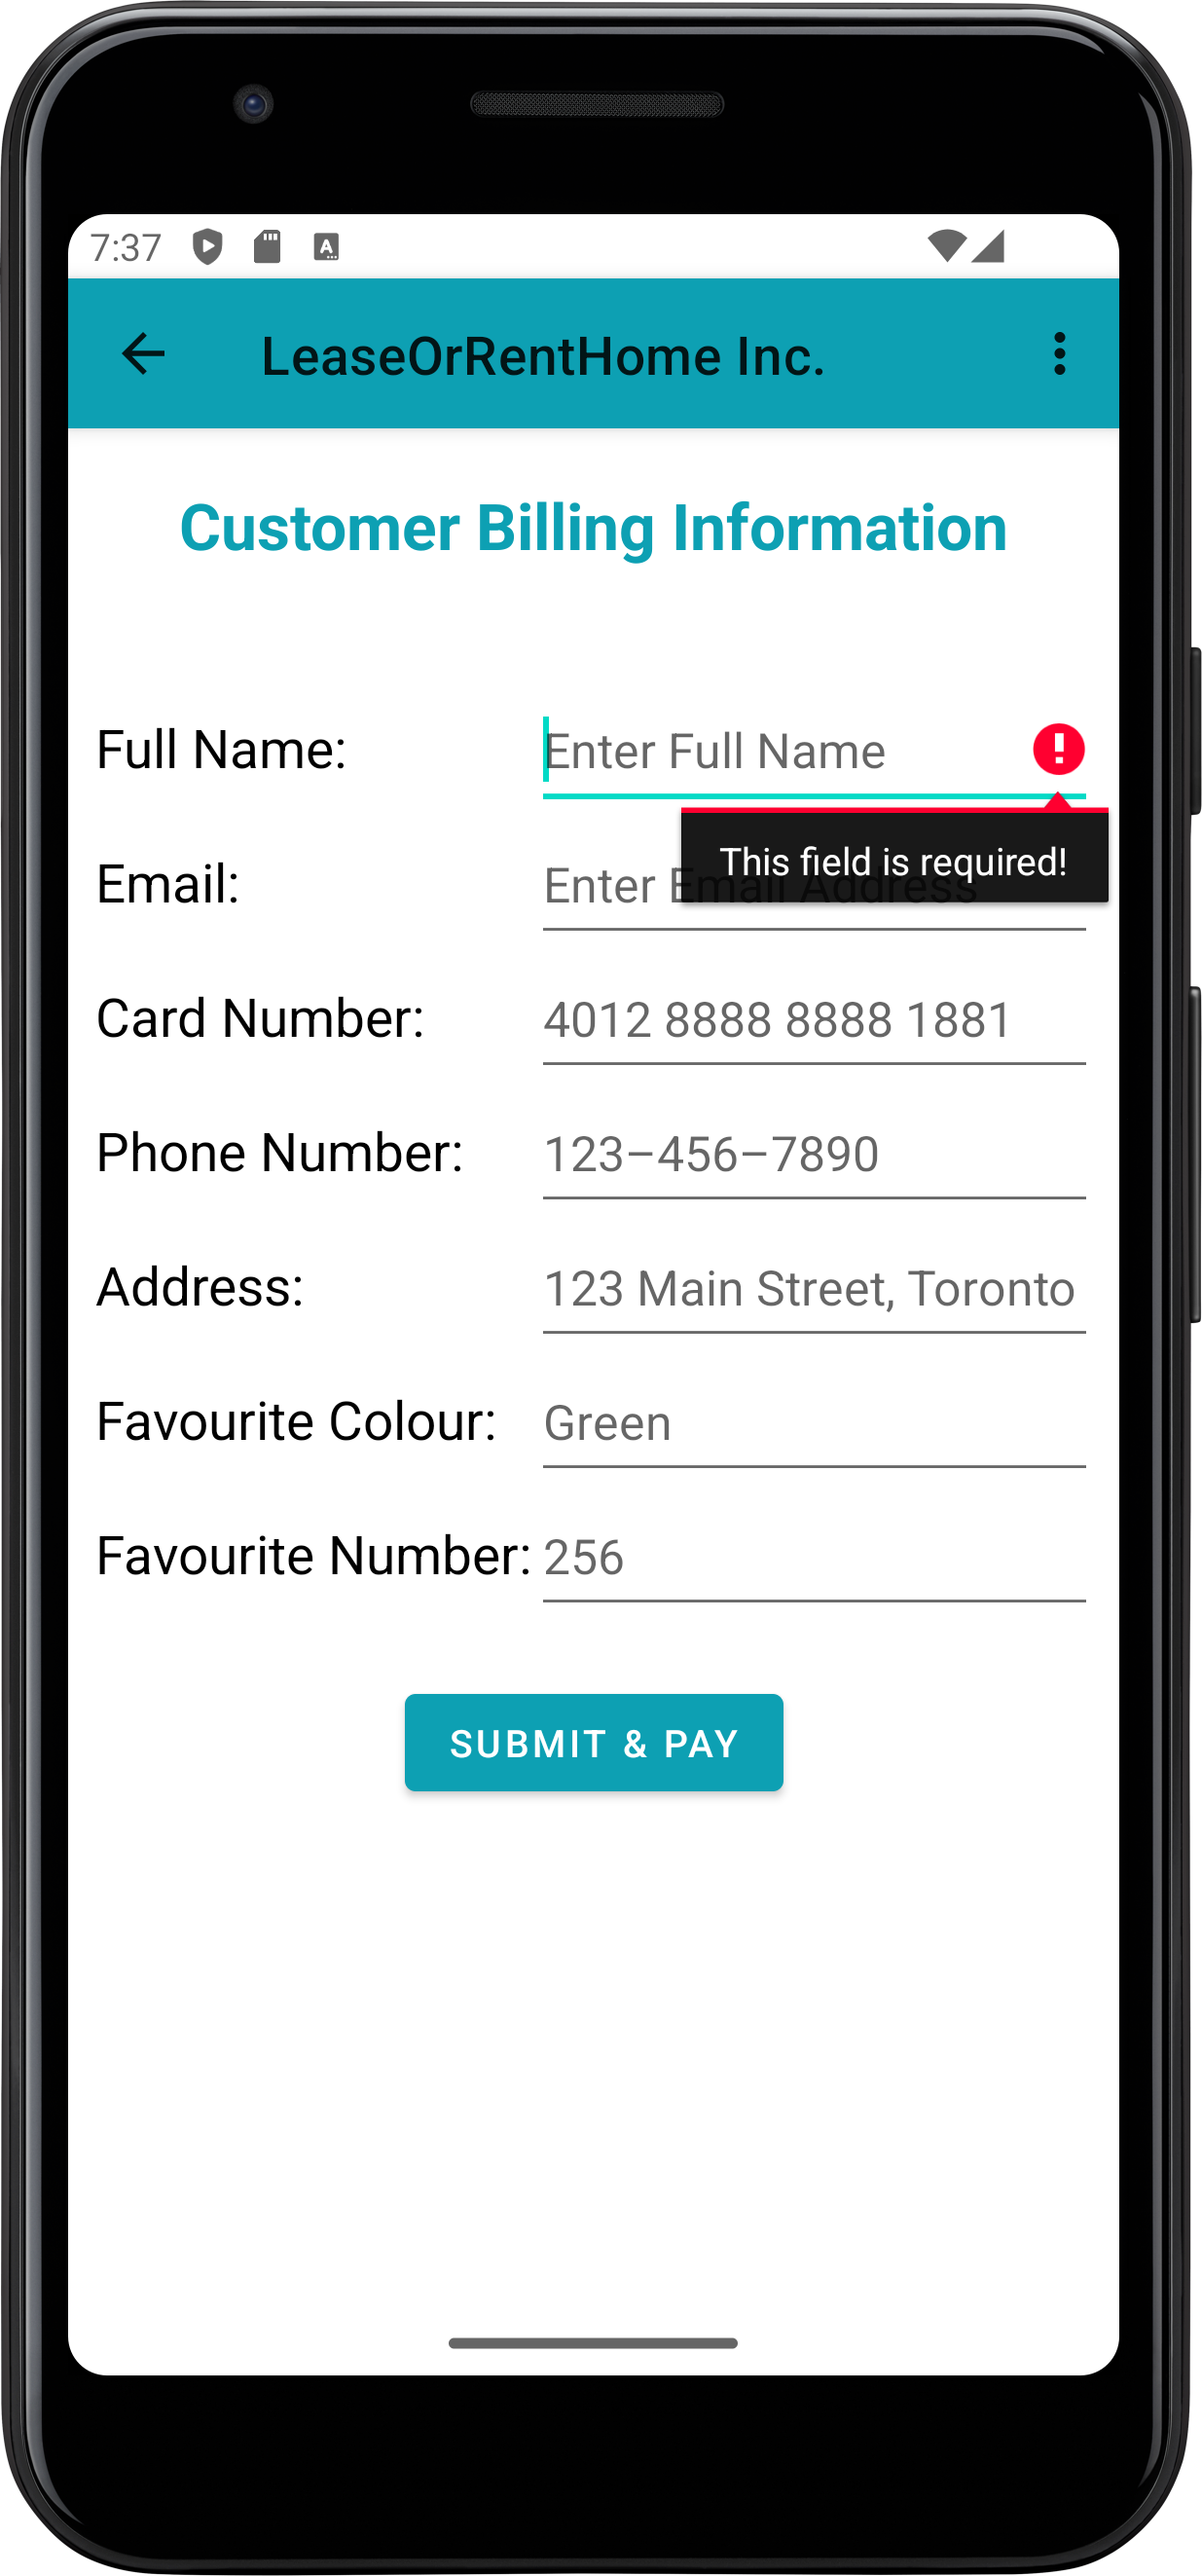 7:37
LeaseOrRentHome Inc.
Customer Billing Information
Full Name: Enter Full Name
This field is required!
Email: Enter Email Address
Card Number: 4012 8888 8888 1881
Phone Number: 123-456-7890
Address: 123 Main Street, Toronto
Favourite Colour: Green
Favourite Number: 256
SUBMIT & PAY